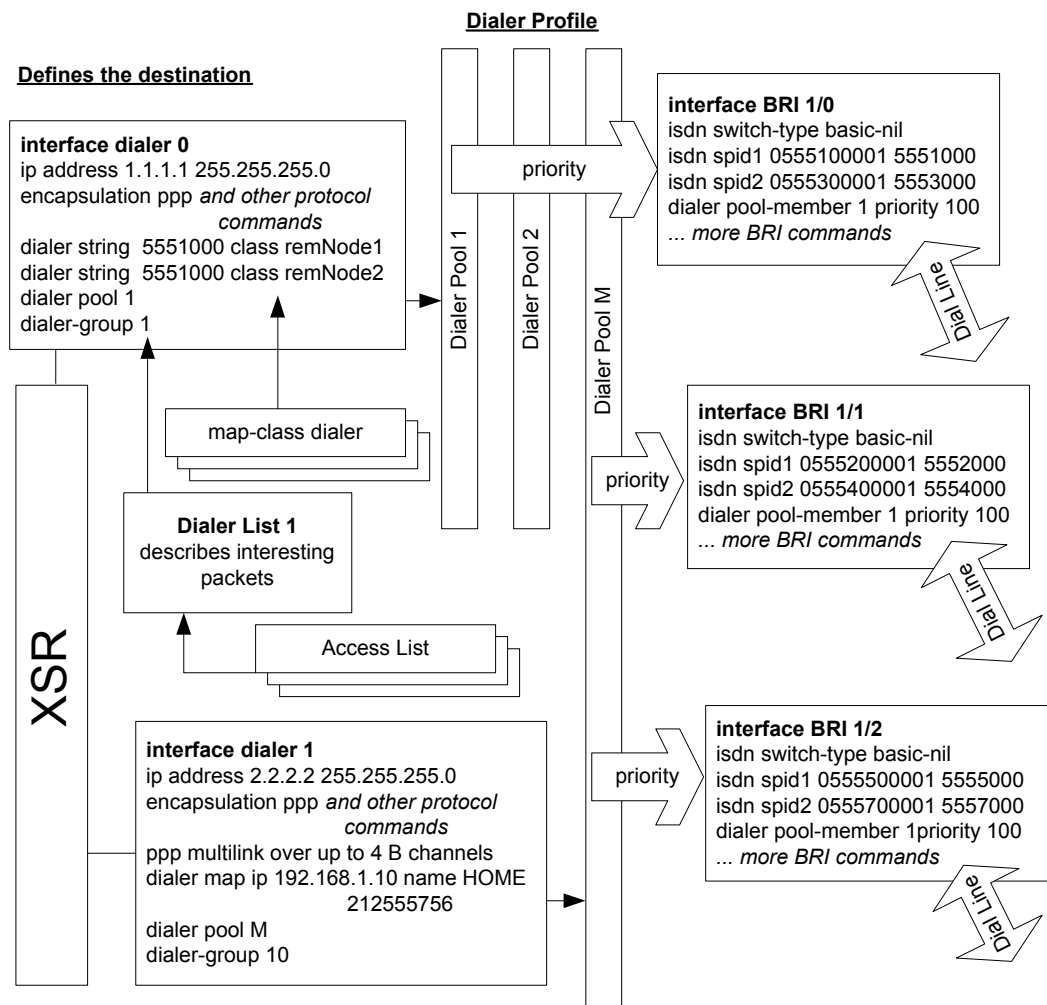 Dialer Profile
Defines the destination
interface dialer 0
ip address 1.1.1.1 255.255.255.0
encapsulation ppp and other protocol
commands
dialer string 5551000 class remNode1
dialer string 5551000 class remNode2
dialer pool 1
dialer-group 1
Dialer Pool 1
Dialer Pool 2
Dialer Pool M
priority
interface BRI 1/0
isdn switch-type basic-nil
isdn spid1 0555100001 5551000
isdn spid2 0555300001 5553000
dialer pool-member 1 priority 100
... more BRI commands
Dial Line
map-class dialer
Dialer List 1
describes interesting
packets
Access List
XSR
priority
interface BRI 1/1
isdn switch-type basic-nil
isdn spid1 0555200001 5552000
isdn spid2 0555400001 5554000
dialer pool-member 1 priority 100
... more BRI commands
Dial Line
interface dialer 1
ip address 2.2.2.2 255.255.255.0
encapsulation ppp and other protocol
commands
ppp multilink over up to 4 B channels
dialer map ip 192.168.1.10 name HOME
212555756
dialer pool M
dialer-group 10
priority
interface BRI 1/2
isdn switch-type basic-nil
isdn spid1 0555500001 5555000
isdn spid2 0555700001 5557000
dialer pool-member 1priority 100
... more BRI commands
Dial Line